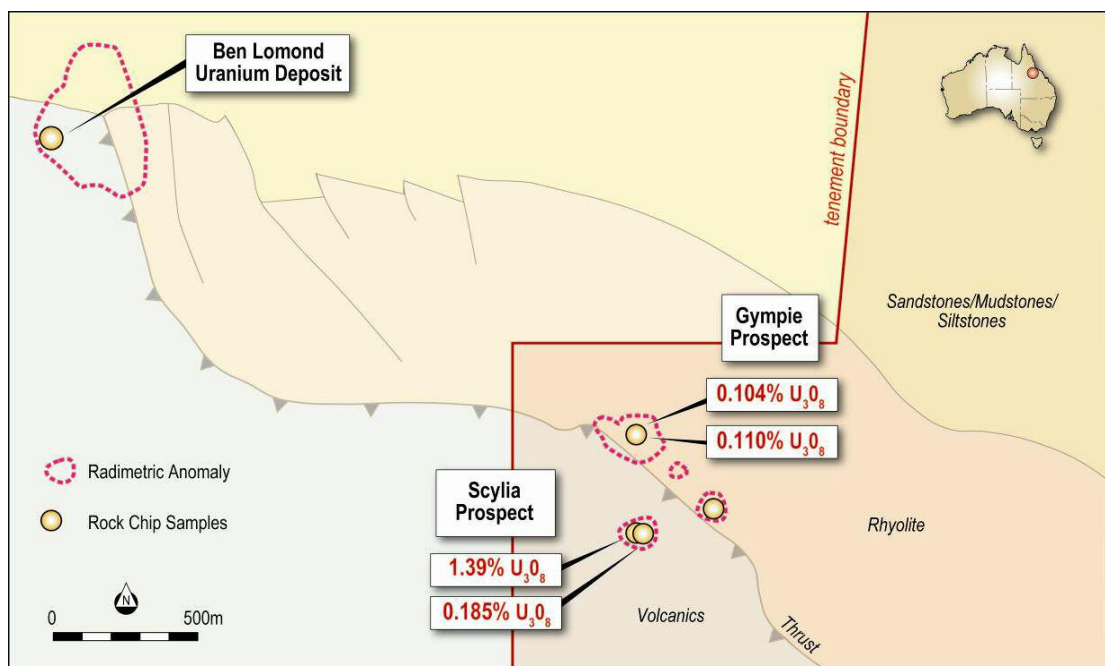 Ben Lomond
Uranium Deposit
tenement boundary
Sandstones/Mudstones/
Siltstones
Gympie
Prospect
0.104% U₃0₈
0.110% U₃0₈
Radimetric Anomaly
Rock Chip Samples
Scylia
Prospect
1.39% U₃0₈
0.185% U₃0₈
Rhyolite
Volcanics
Thrust
N
0 500m